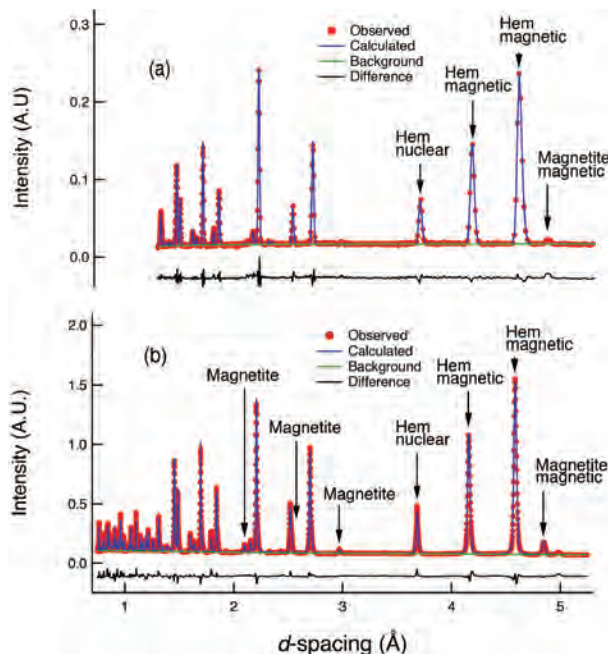 0.3
0.2
0.1
0.0
Intensity (A.U)
(a)
Observed
Calculated
Background
Difference
Hem
nuclear
Hem
magnetic
Hem
magnetic
Magnetite
magnetic
2.0
1.5
1.0
0.5
0.0
Intensity (A.U.)
(b)
Observed
Calculated
Background
Difference
Magnetite
Magnetite
Magnetite
Hem
nuclear
Hem
magnetic
Hem
magnetic
Magnetite
magnetic
1 2 3 4 5
d-spacing (Å)